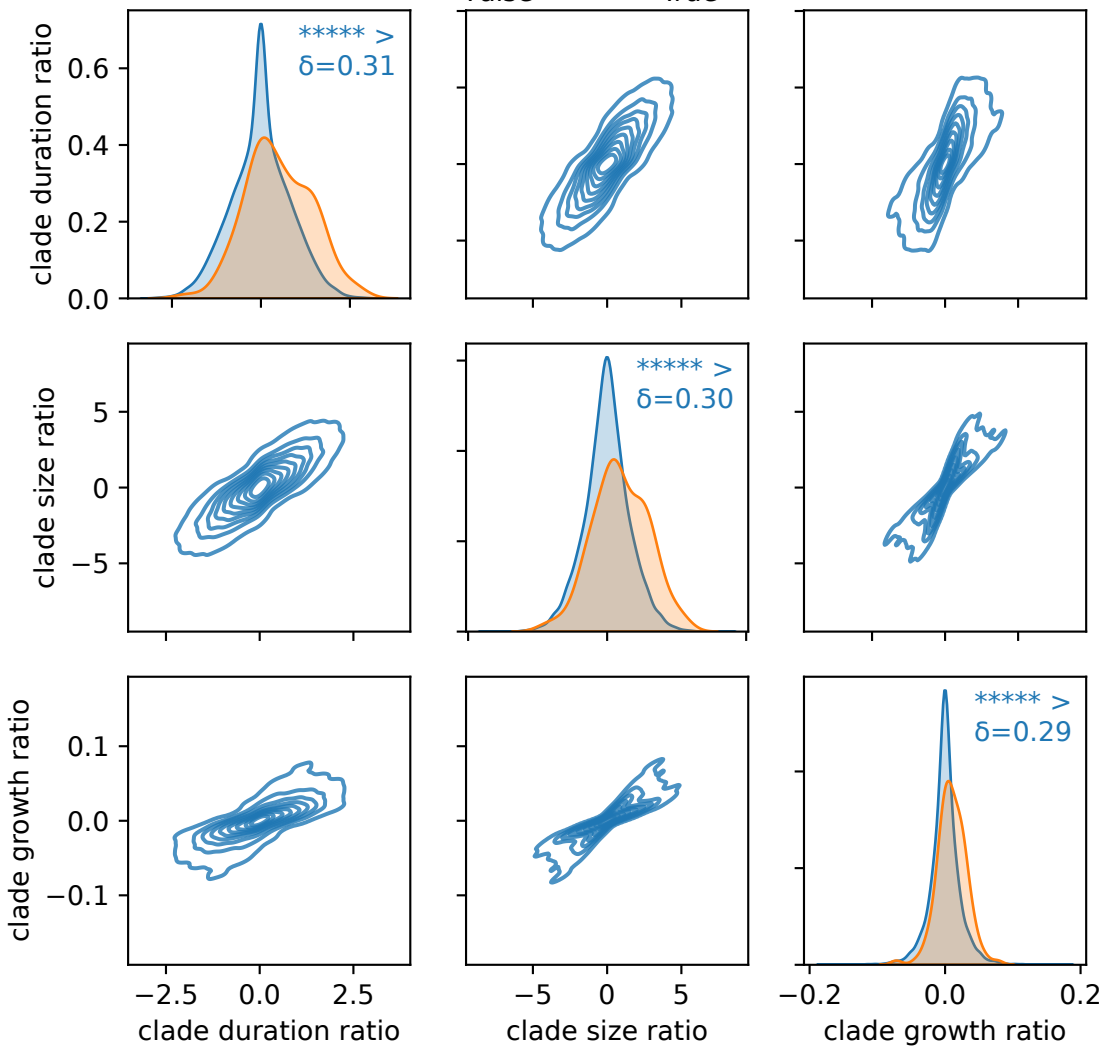 True
clade duration ratio
0.6
0.4
0.2
0.0
***** >
δ=0.31
clade size ratio
5
0
−5
***** >
δ=0.30
clade growth ratio
0.1
0.0
−0.1
***** >
δ=0.29
−2.5 0.0 2.5
−5 0 5
−0.2 0.0 0.2
clade duration ratio
clade size ratio
clade growth ratio